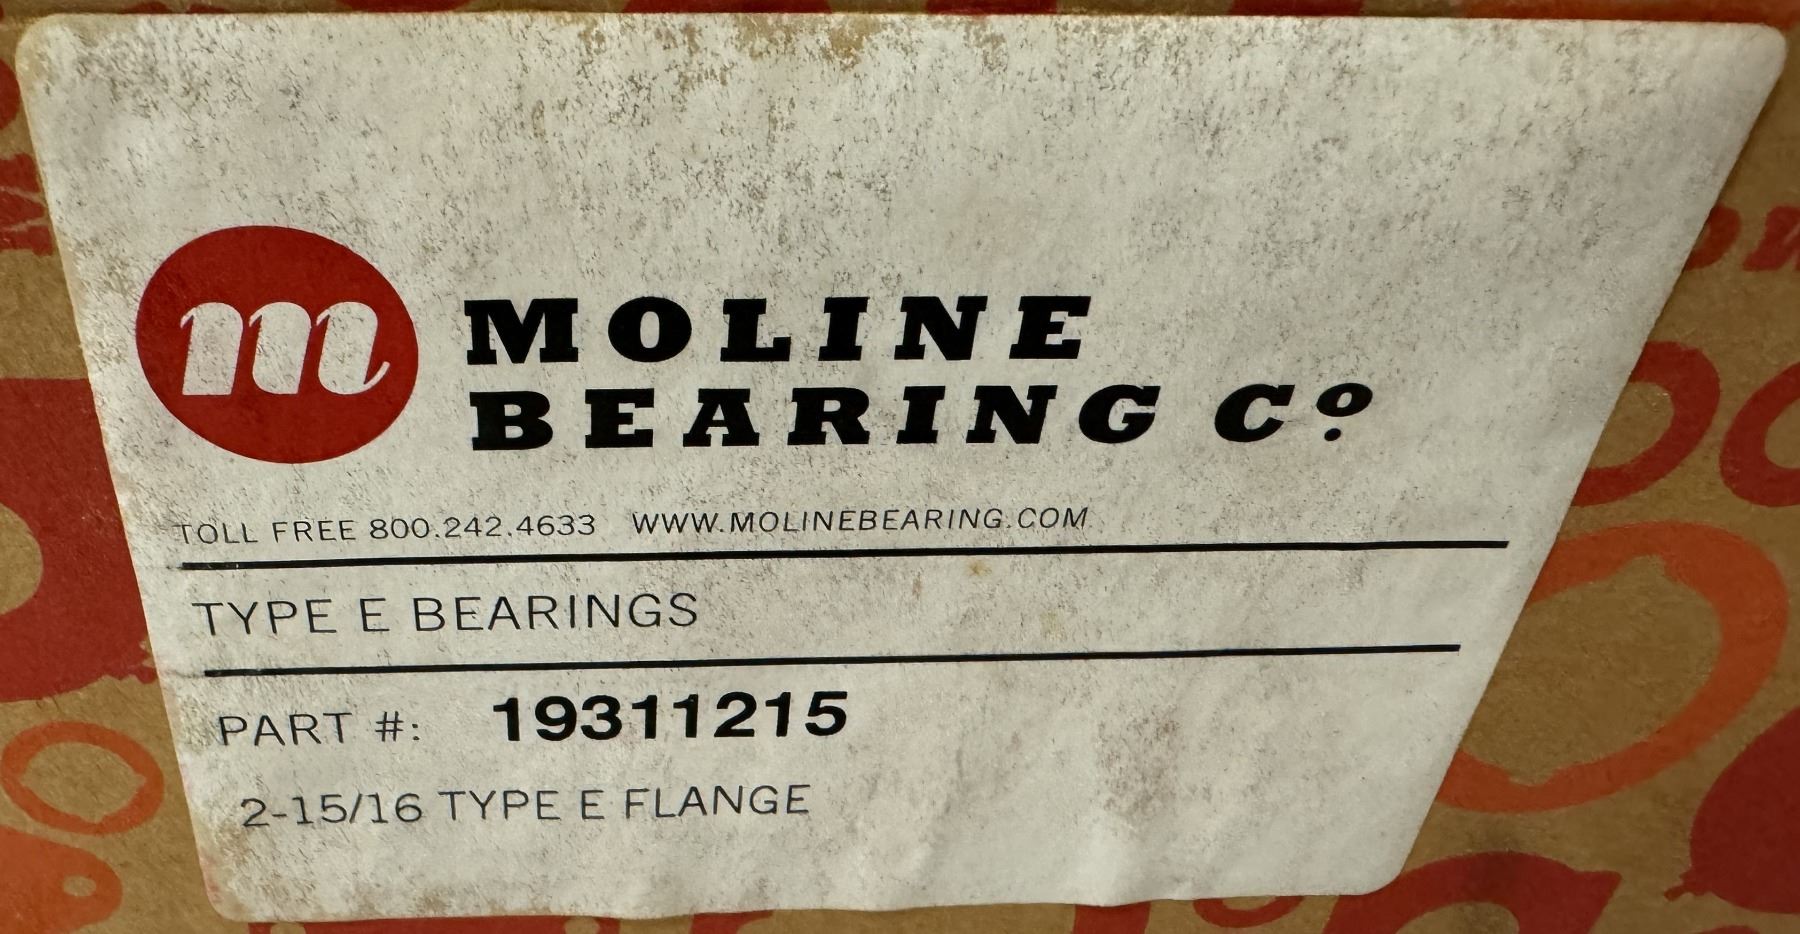 m
MOLINE
BEARING Cº
TOLL FREE 800.242.4633 WWW.MOLINEBEARING.COM
TYPE E BEARINGS
PART #: 19311215
2-15/16 TYPE E FLANGE